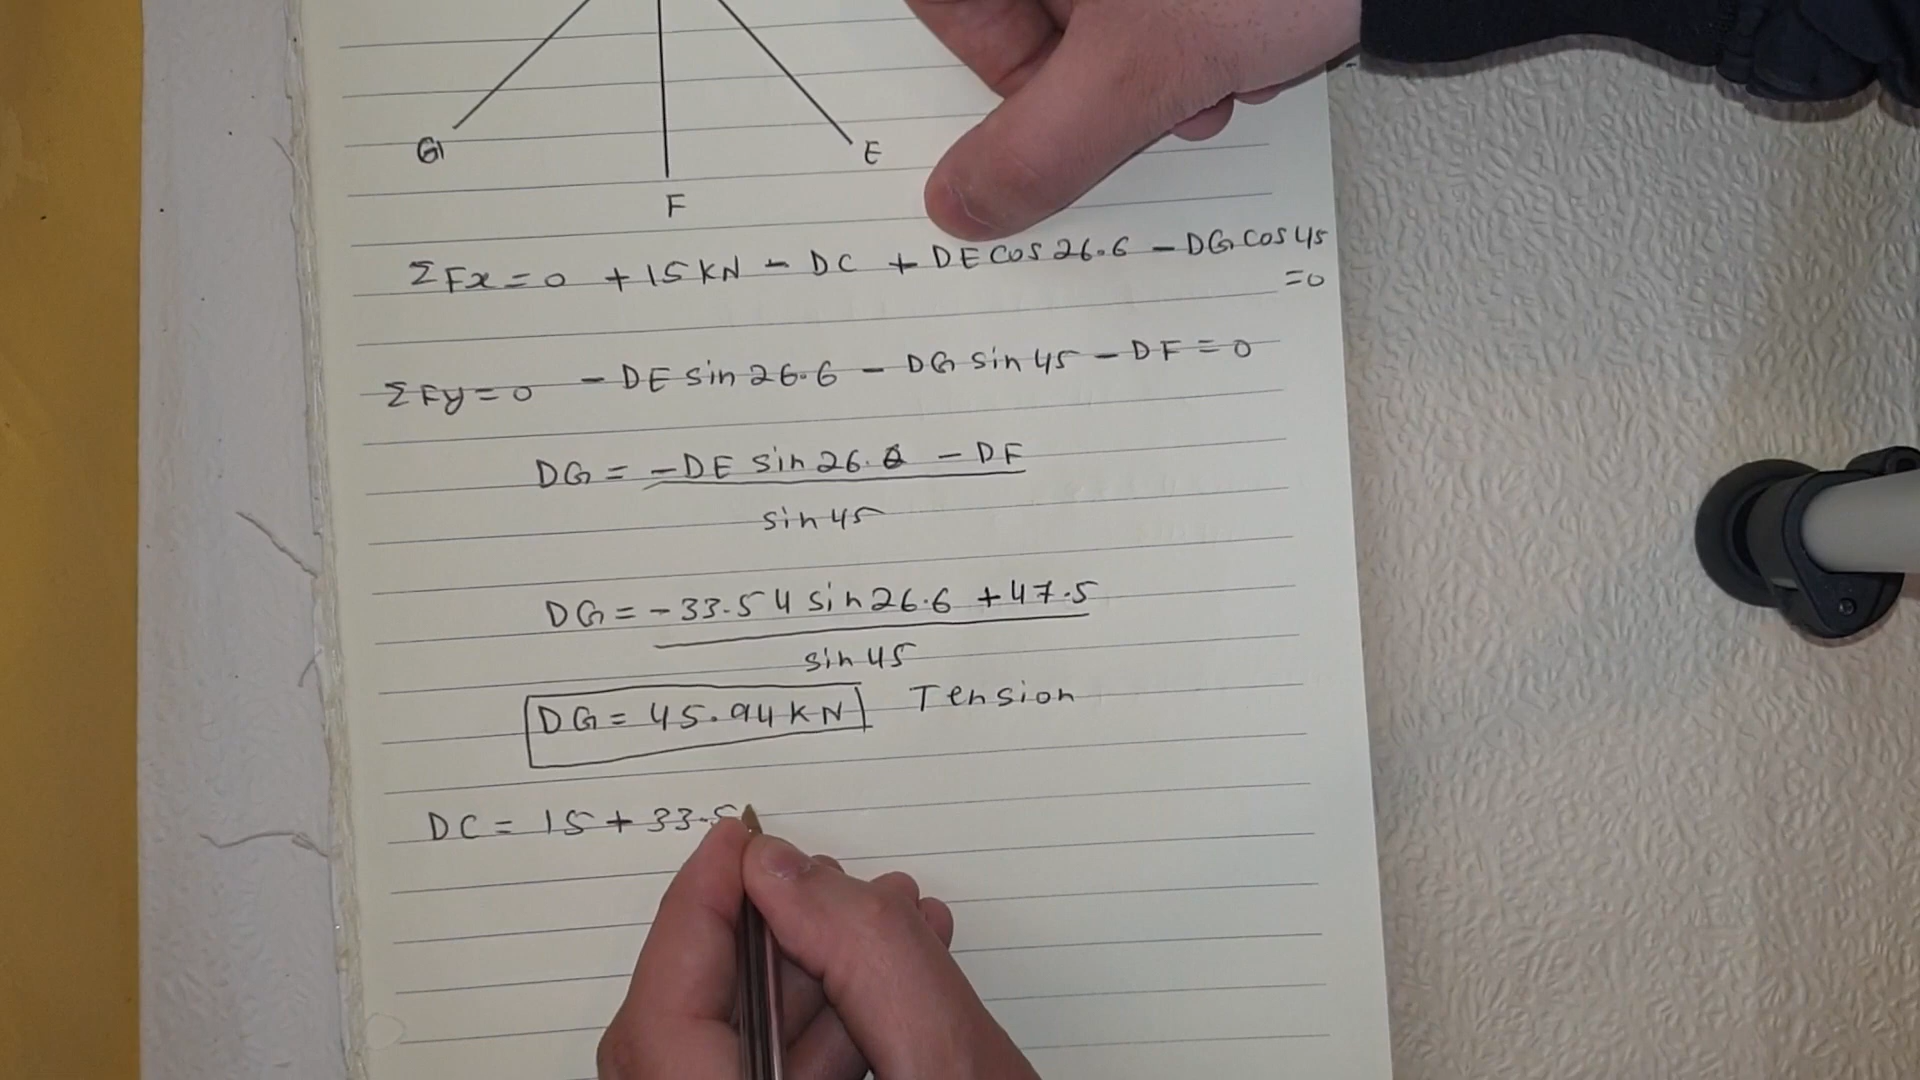 G
E
F
ΣFx = 0 + 15 KN - DC + DE cos 26.6 - DG cos 45
= 0
ΣFy = 0 - DE sin 26.6 - DG sin 45 - DF = 0
DG = -DE sin 26.6 - DF
sin 45
DG = -33.54 sin 26.6 + 47.5
sin 45
DG = 45.94 KN Tension
DC = 15 + 33.5